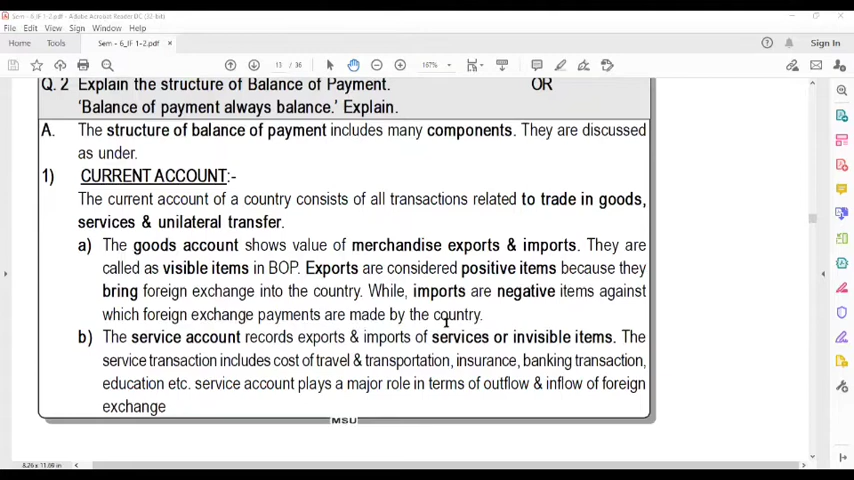 Sem - 6_IF 1-2.pdf - Adobe Acrobat Reader DC (32-bit)
File Edit View Sign Window Help
Home Tools Sem - 6_IF 1-2.pdf × Sign In
13 / 36 167%
Q. 2 Explain the structure of Balance of Payment. OR
'Balance of payment always balance.' Explain.
A. The structure of balance of payment includes many components. They are discussed
as under.
1) CURRENT ACCOUNT:-
The current account of a country consists of all transactions related to trade in goods,
services & unilateral transfer.
a) The goods account shows value of merchandise exports & imports. They are
called as visible items in BOP. Exports are considered positive items because they
bring foreign exchange into the country. While, imports are negative items against
which foreign exchange payments are made by the country.
b) The service account records exports & imports of services or invisible items. The
service transaction includes cost of travel & transportation, insurance, banking transaction,
education etc. service account plays a major role in terms of outflow & inflow of foreign
exchange
MSU
8.26 x 11.69 in